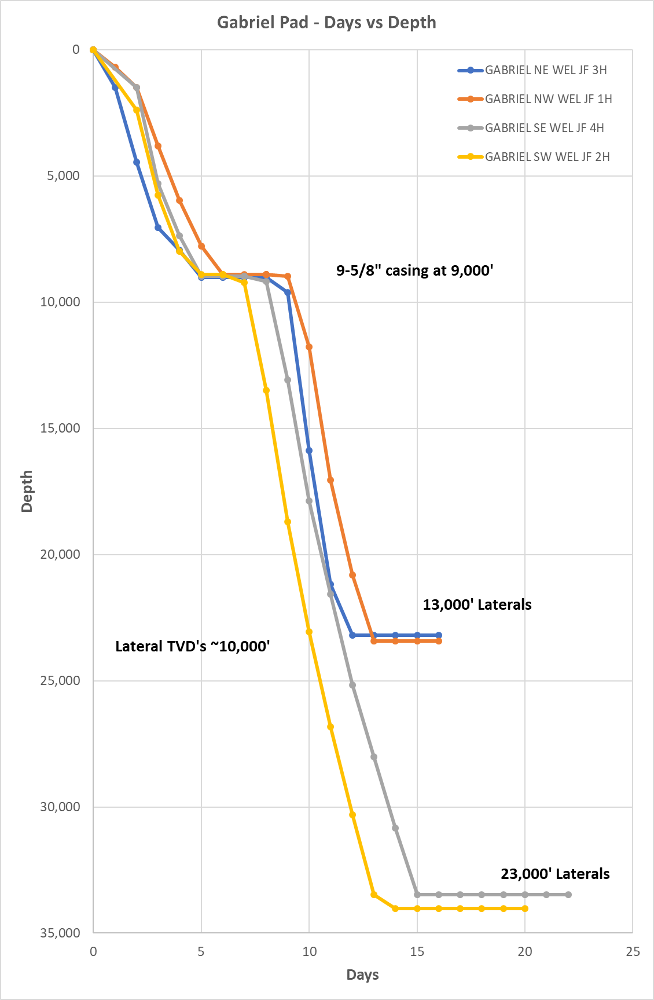 Gabriel Pad - Days vs Depth
0
GABRIEL NE WEL JF 3H
GABRIEL NW WEL JF 1H
GABRIEL SE WEL JF 4H
GABRIEL SW WEL JF 2H
5,000
9-5/8" casing at 9,000'
10,000
15,000
Depth
20,000
13,000' Laterals
Lateral TVD's ~10,000'
25,000
30,000
23,000' Laterals
35,000
0 5 10 15 20 25
Days